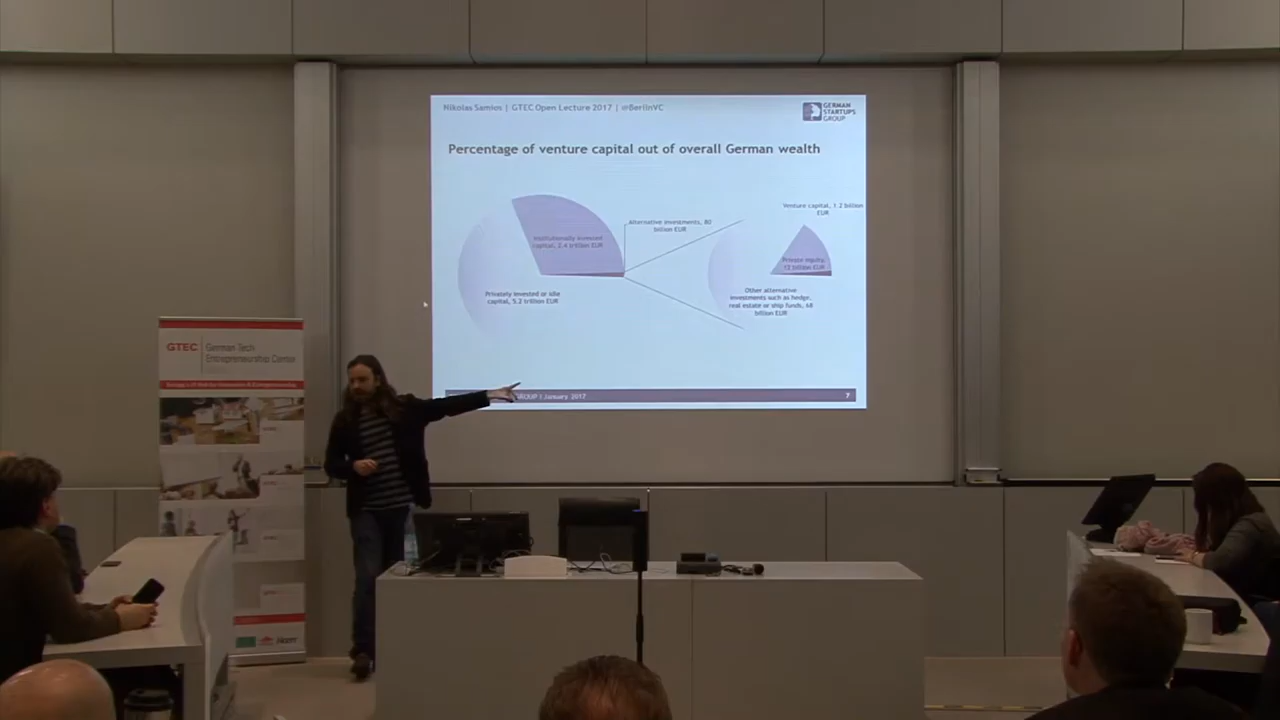 Nikolas Samios | GTEC Open Lecture 2017 | @BerlinVC
GERMAN
STARTUPS
GROUP
Percentage of venture capital out of overall German wealth
Venture capital, 1.2 billion
EUR
Alternative investments, 80
billion EUR
Institutionally invested
capital, 2.4 trillion EUR
Private equity,
12 billion EUR
Privately invested or idle
capital, 5.2 trillion EUR
Other alternative
investments such as hedge,
real estate or ship funds, 68
billion EUR
GROUP | January 2017
7
GTEC
German Tech
Entrepreneurship Center